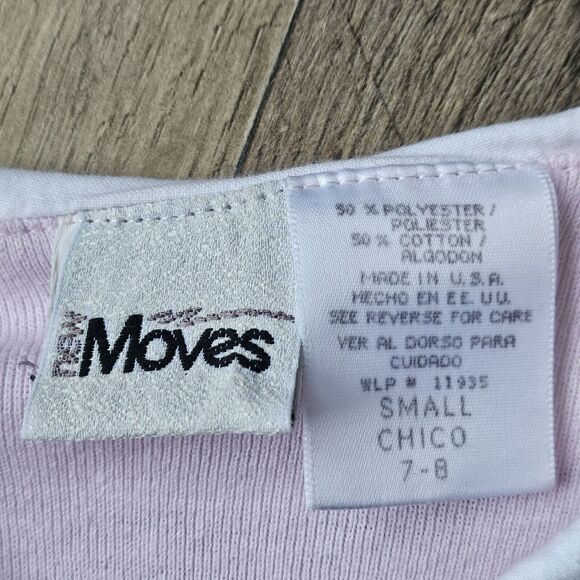 NEW
Moves
50 % POLYESTER /
POLIESTER
50 % COTTON /
ALGODON
MADE IN U.S.A.
HECHO EN EE. UU.
SEE REVERSE FOR CARE
VER AL DORSO PARA
CUIDADO
WLP # 11935
SMALL
CHICO
7-8